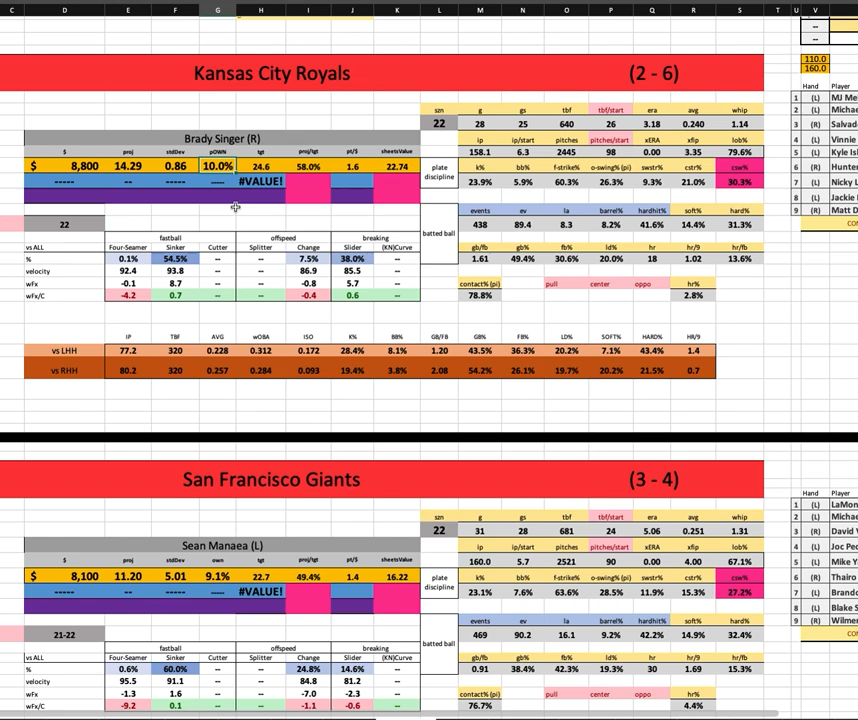 C D E F G H I J K L M N O P Q R S T U V
--
--
Kansas City Royals (2 - 6)
110.0
160.0
Hand Player
szn g gs tbf tbf/start era avg whip
22 28 25 640 26 3.18 0.240 1.14
1 (L) MJ Me
2 (L) Michae
3 (R) Salvad
4 (L) Vinnie
5 (L) Kyle Is
6 (R) Hunter
7 (L) Nicky L
8 (L) Jackie
9 (R) Matt D
Brady Singer (R)
ip ip/start pitches pitches/start xERA xfip lob%
158.1 6.3 2445 98 0.00 3.35 79.6%
$ proj stdDev pOWN tgt proj/tgt pt/$ sheetsValue
$ 8,800 14.29 0.86 10.0% 24.6 58.0% 1.6 22.74
plate discipline
k% bb% f-strike% o-swing% (pi) swstr% cstr% csw%
23.9% 5.9% 60.3% 26.3% 9.3% 21.0% 30.3%
----- -- ----- ---- #VALUE! -- -----
22
batted ball
events ev la barrel% hardhit% soft% hard%
438 89.4 8.3 8.2% 41.6% 14.4% 31.3%
fastball offspeed breaking
vs ALL Four-Seamer Sinker Cutter Splitter Change Slider (KN)Curve
gb/fb gb% fb% ld% hr hr/9 hr/fb
% 0.1% 54.5% -- -- 7.5% 38.0% --
1.61 49.4% 30.6% 20.0% 18 1.02 13.6%
velocity 92.4 93.8 -- -- 86.9 85.5 --
wFx -0.1 8.7 -- -- -0.8 5.7 --
wFx/C -4.2 0.7 -- -- -0.4 0.6 --
contact% (pi) pull center oppo hr%
78.8% 2.8%
IP TBF AVG wOBA ISO K% BB% GB/FB GB% FB% LD% SOFT% HARD% HR/9
vs LHH 77.2 320 0.228 0.312 0.172 28.4% 8.1% 1.20 43.5% 36.3% 20.2% 7.1% 43.4% 1.4
vs RHH 80.2 320 0.257 0.284 0.093 19.4% 3.8% 2.08 54.2% 26.1% 19.7% 20.2% 21.5% 0.7
San Francisco Giants (3 - 4)
Hand Player
szn g gs tbf tbf/start era avg whip
22 31 28 681 24 5.06 0.251 1.31
1 (L) LaMon
2 (L) Michae
3 (R) David V
4 (L) Joc Pe
5 (L) Mike Y
6 (R) Thairo
7 (L) Brando
8 (L) Blake S
9 (R) Wilmer
Sean Manaea (L)
ip ip/start pitches pitches/start xERA xfip lob%
160.0 5.7 2521 90 0.00 4.00 67.1%
$ proj stdDev own tgt proj/tgt pt/$ sheetsValue
$ 8,100 11.20 5.01 9.1% 22.7 49.4% 1.4 16.22
plate discipline
k% bb% f-strike% o-swing% (pi) swstr% cstr% csw%
23.1% 7.6% 63.6% 28.5% 11.9% 15.3% 27.2%
----- -- ----- ---- #VALUE! -- -----
21-22
batted ball
events ev la barrel% hardhit% soft% hard%
469 90.2 16.1 9.2% 42.2% 14.9% 32.4%
fastball offspeed breaking
vs ALL Four-Seamer Sinker Cutter Splitter Change Slider (KN)Curve
gb/fb gb% fb% ld% hr hr/9 hr/fb
% 0.6% 60.0% -- -- 24.8% 14.6% --
0.91 38.4% 42.3% 19.3% 30 1.69 15.3%
velocity 95.5 91.1 -- -- 84.8 81.2 --
wFx -1.3 1.6 -- -- -7.0 -2.3 --
wFx/C -9.2 0.1 -- -- -1.1 -0.6 --
contact% (pi) pull center oppo hr%
76.7% 4.4%